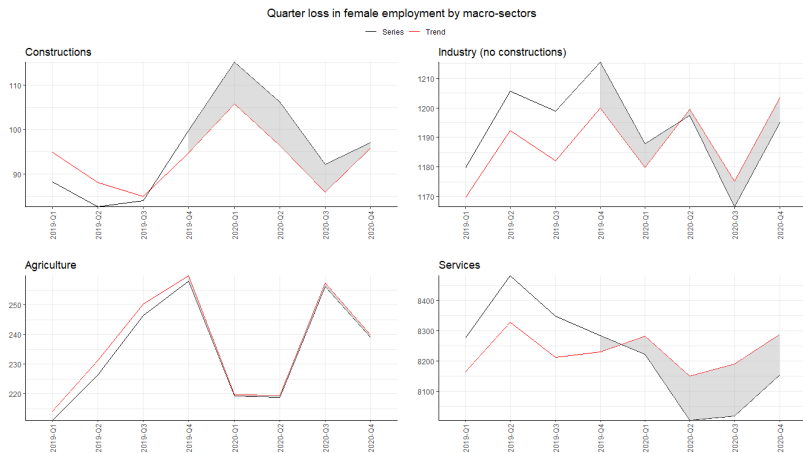 Quarter loss in female employment by macro-sectors
Series Trend
Constructions
110
100
90
2019-Q1 2019-Q2 2019-Q3 2019-Q4 2020-Q1 2020-Q2 2020-Q3 2020-Q4
Industry (no constructions)
1210
1200
1190
1180
1170
2019-Q1 2019-Q2 2019-Q3 2019-Q4 2020-Q1 2020-Q2 2020-Q3 2020-Q4
Agriculture
250
240
230
220
2019-Q1 2019-Q2 2019-Q3 2019-Q4 2020-Q1 2020-Q2 2020-Q3 2020-Q4
Services
8400
8300
8200
8100
2019-Q1 2019-Q2 2019-Q3 2019-Q4 2020-Q1 2020-Q2 2020-Q3 2020-Q4